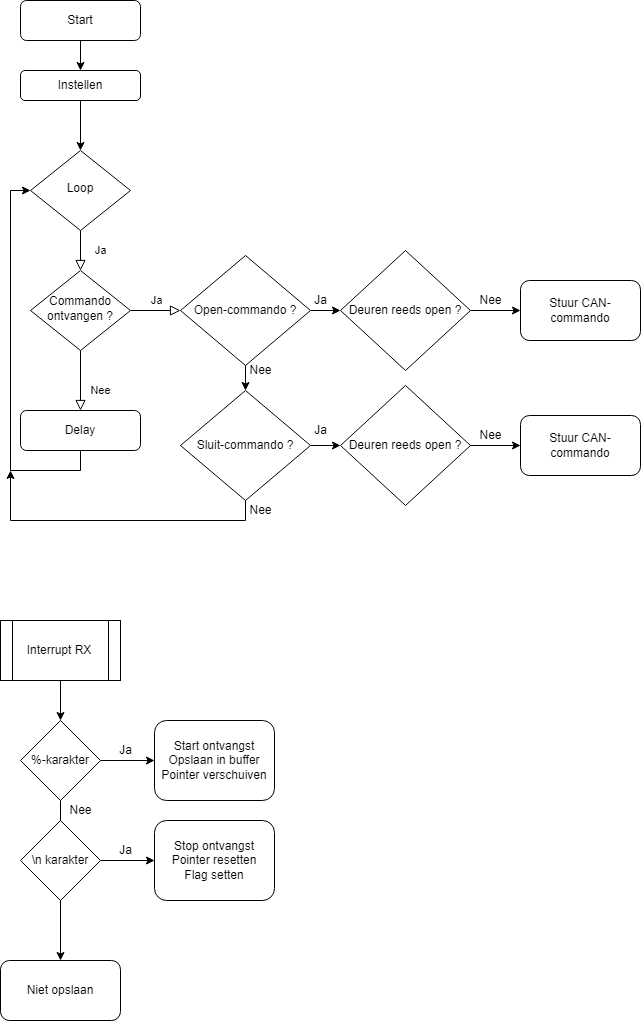 Start
Instellen
Loop
Ja
Commando
ontvangen ?
Ja
Open-commando ?
Ja
Deuren reeds open ?
Nee
Stuur CAN-
commando
Nee
Nee
Delay
Sluit-commando ?
Ja
Deuren reeds open ?
Nee
Stuur CAN-
commando
Nee
Interrupt RX
%-karakter
Ja
Start ontvangst
Opslaan in buffer
Pointer verschuiven
Nee
\n karakter
Ja
Stop ontvangst
Pointer resetten
Flag setten
Niet opslaan